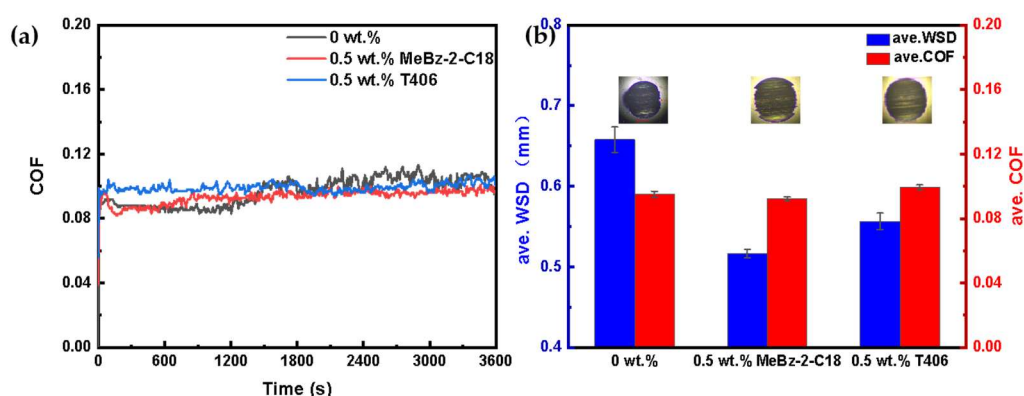 (a)
0 wt.%
0.5 wt.% MeBz-2-C18
0.5 wt.% T406
COF
0.20
0.16
0.12
0.08
0.04
0.00
0 600 1200 1800 2400 3000 3600
Time (s)
(b)
ave.WSD
ave.COF
ave. WSD（mm）
0.8
0.7
0.6
0.5
0.4
0 wt.% 0.5 wt.% MeBz-2-C18 0.5 wt.% T406
0.20
0.16
0.12
0.08
0.04
0.00
ave. COF